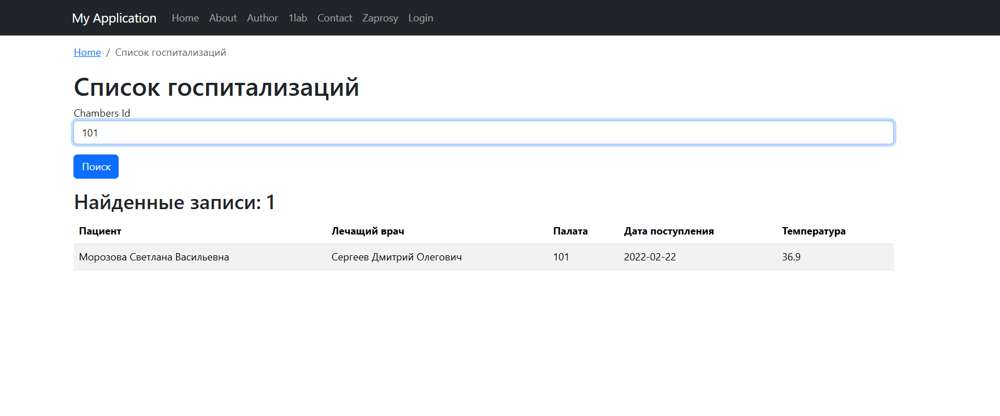 My Application Home About Author 1lab Contact Zaprosy Login
Home / Список госпитализаций
Список госпитализаций
Chambers Id
101
Поиск
Найденные записи: 1
Пациент Лечащий врач Палата Дата поступления Температура
Морозова Светлана Васильевна Сергеев Дмитрий Олегович 101 2022-02-22 36.9